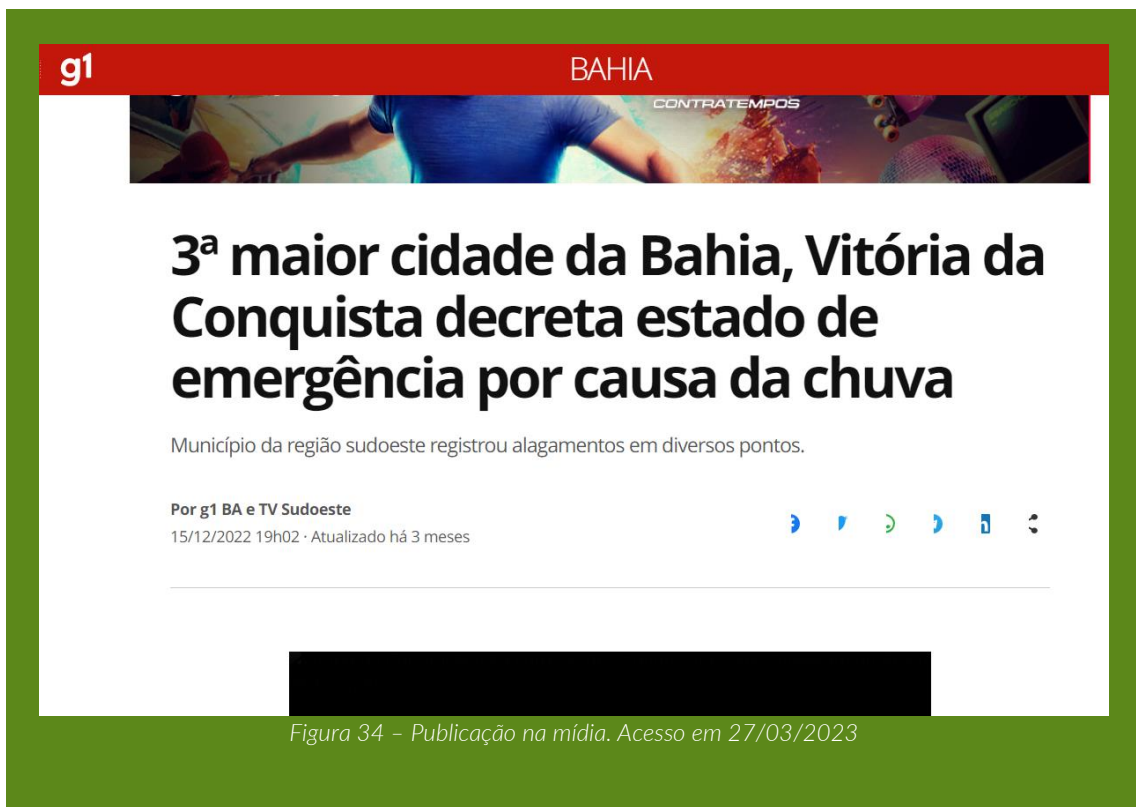 g1
BAHIA
CONTRATEMPOS
3ª maior cidade da Bahia, Vitória da
Conquista decreta estado de
emergência por causa da chuva
Município da região sudoeste registrou alagamentos em diversos pontos.
Por g1 BA e TV Sudoeste
15/12/2022 19h02 · Atualizado há 3 meses
Figura 34 – Publicação na mídia. Acesso em 27/03/2023